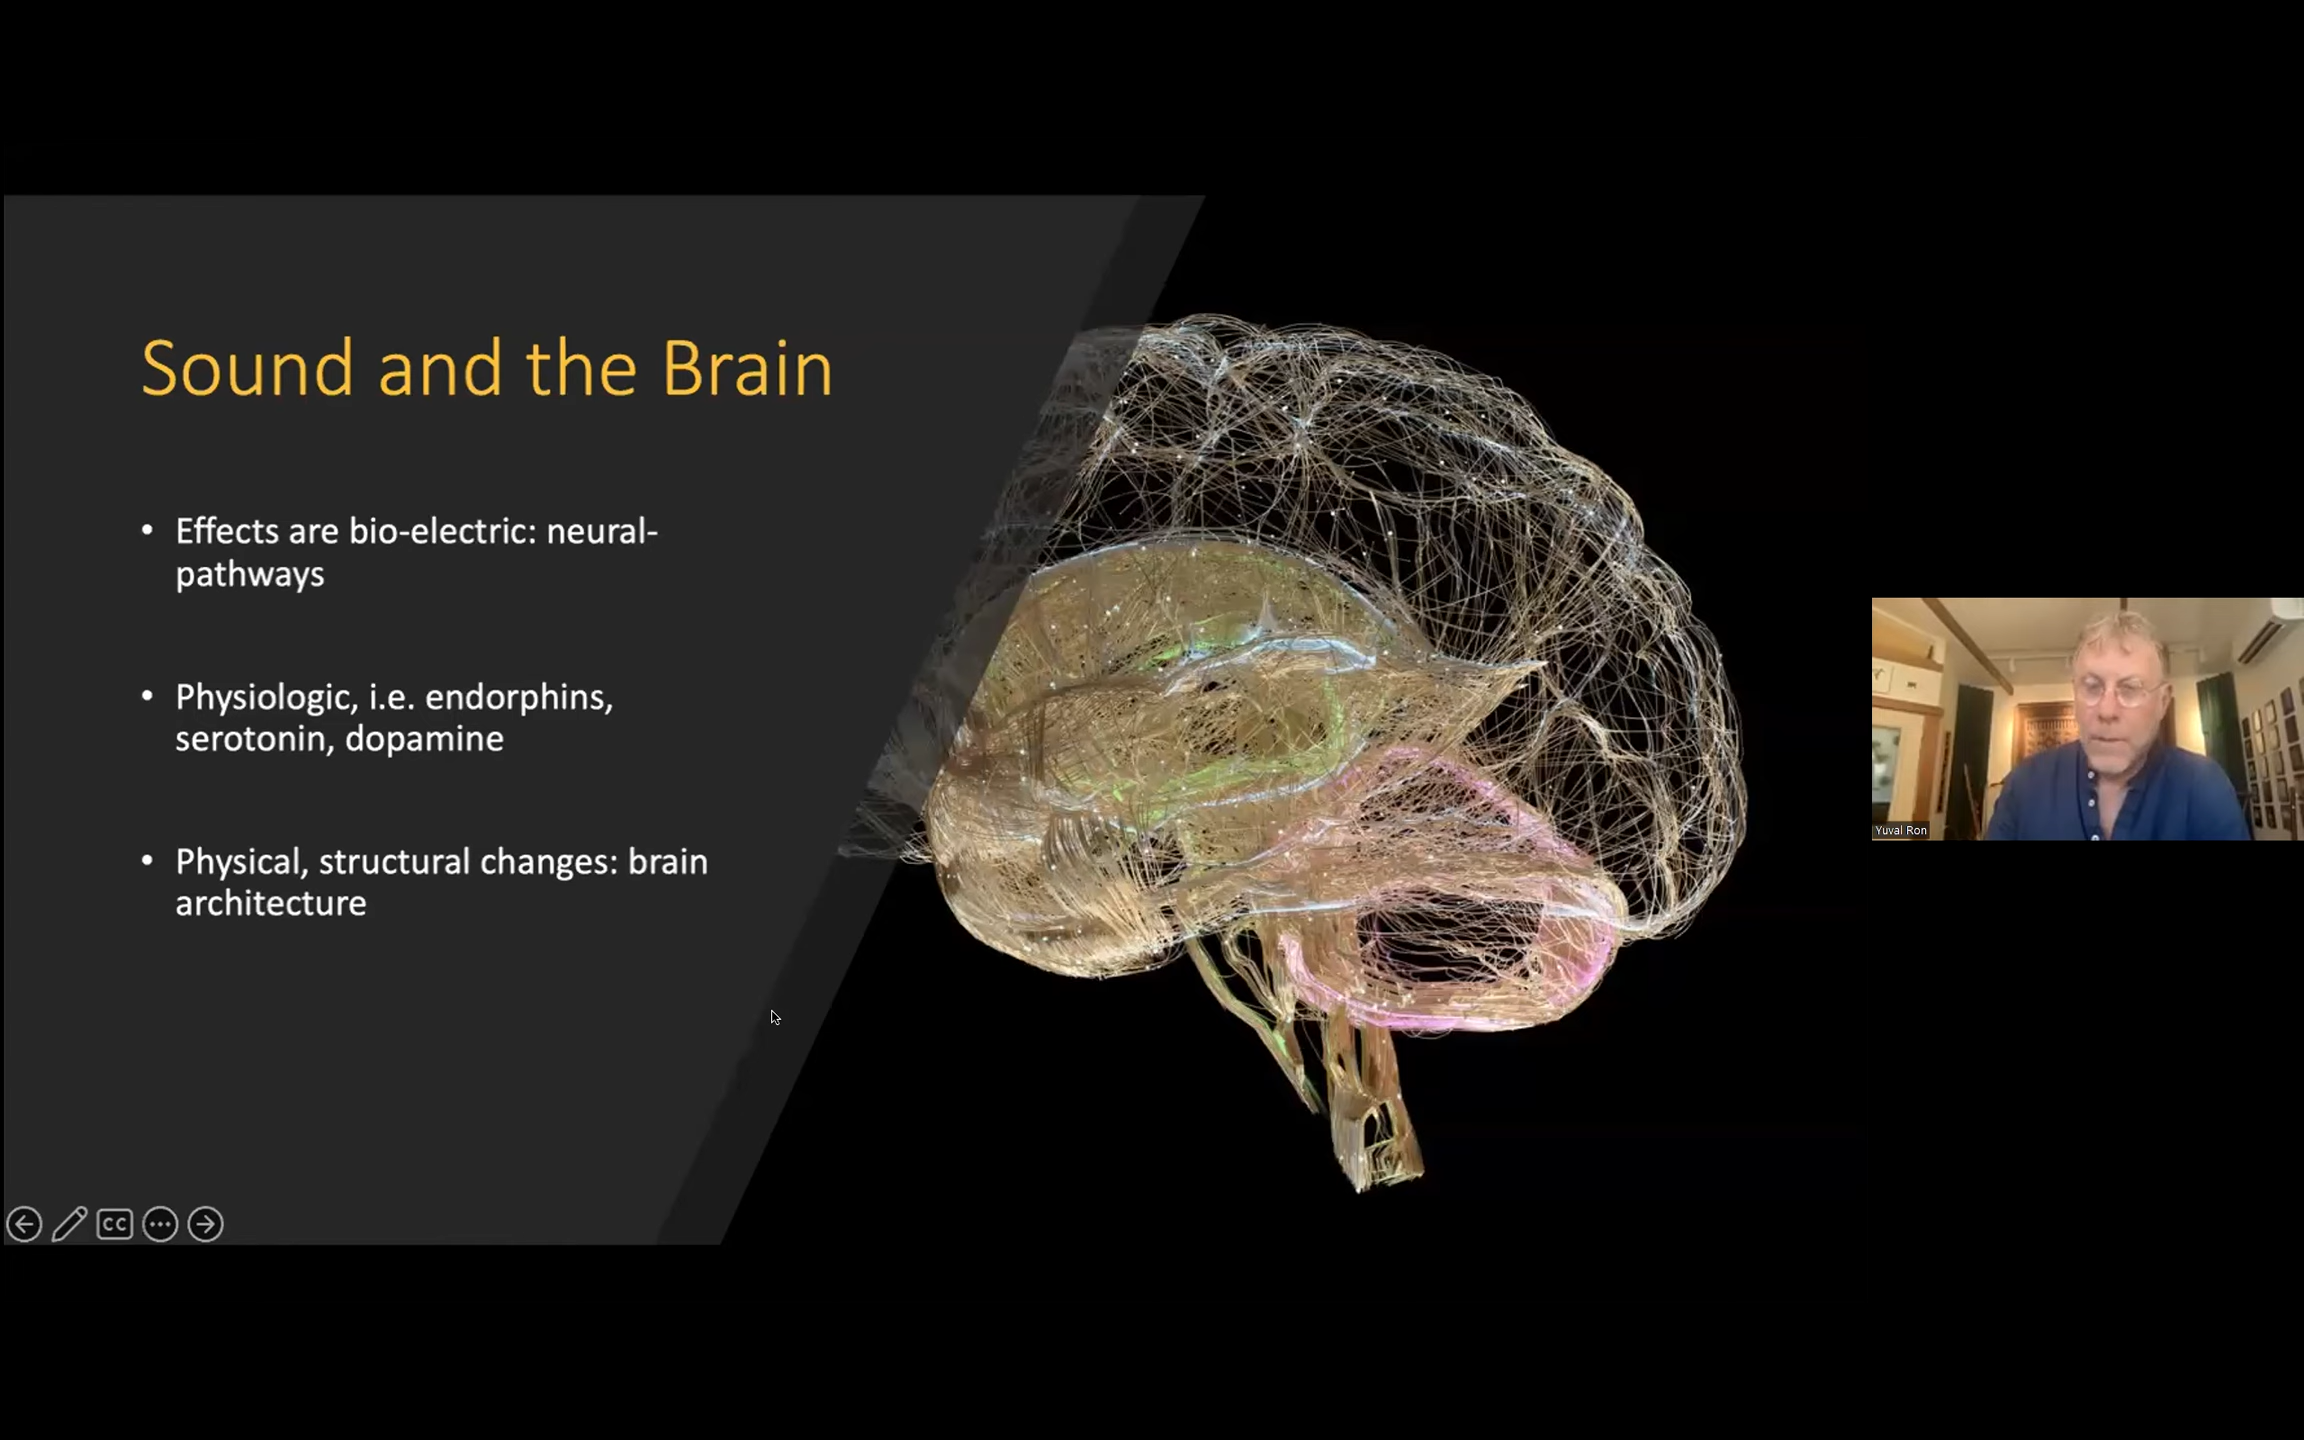 Sound and the Brain
• Effects are bio-electric: neural-
pathways
• Physiologic, i.e. endorphins,
serotonin, dopamine
• Physical, structural changes: brain
architecture
Yuval Ron
CC